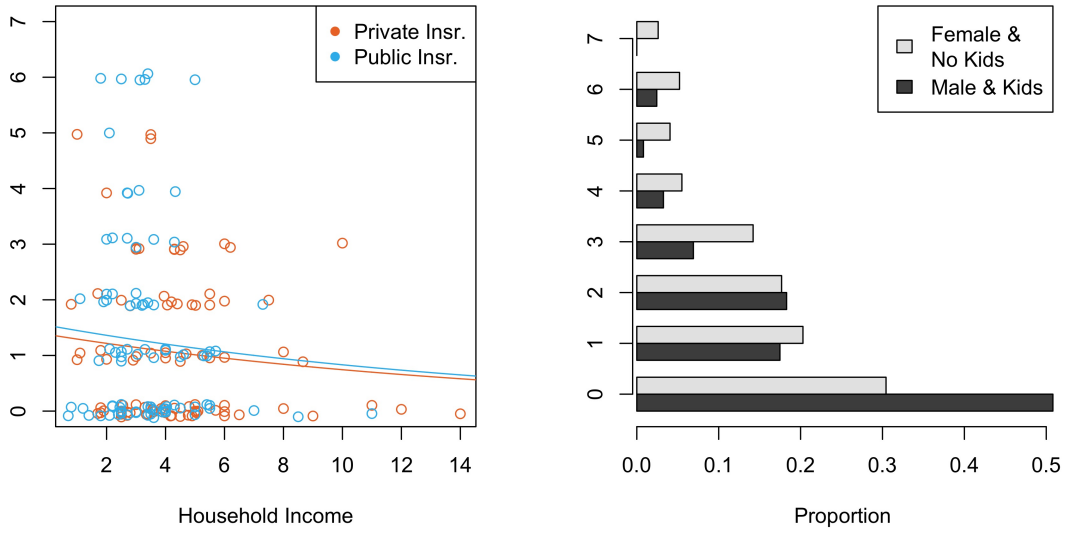 7
6
5
4
3
2
1
0
Private Insr.
Public Insr.
2 4 6 8 10 12 14
Household Income
7
6
5
4
3
2
1
0
Female &
No Kids
Male & Kids
0.0 0.1 0.2 0.3 0.4 0.5
Proportion